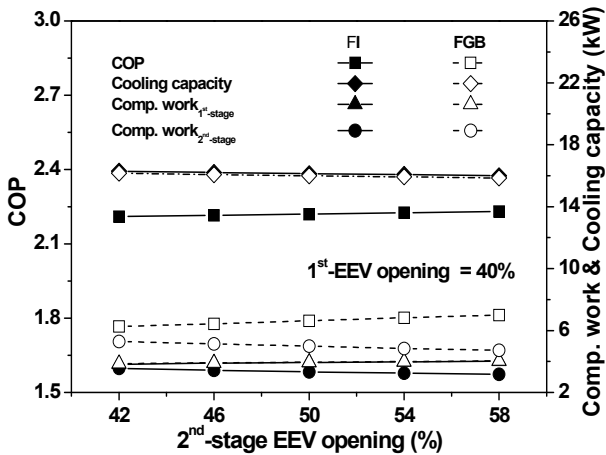 3.0
2.7
2.4
2.1
1.8
1.5
COP
FI FGB
COP
Cooling capacity
Comp. work1st-stage
Comp. work2nd-stage
1st-EEV opening = 40%
26
22
18
14
10
6
2
Comp. work & Cooling capacity (kW)
42 46 50 54 58
2nd-stage EEV opening (%)